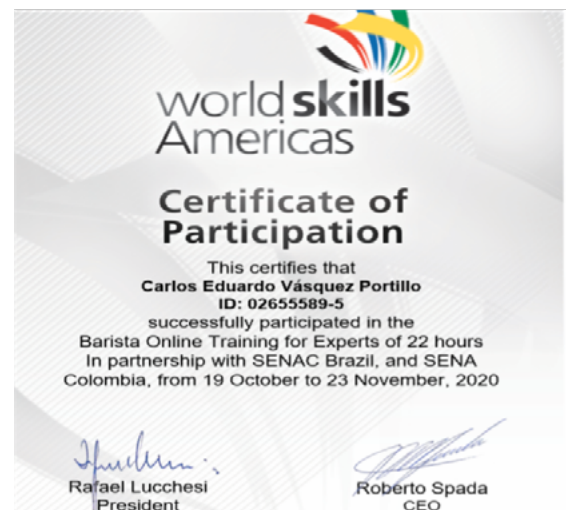 world skills
Americas
Certificate of
Participation
This certifies that
Carlos Eduardo Vásquez Portillo
ID: 02655589-5
successfully participated in the
Barista Online Training for Experts of 22 hours
In partnership with SENAC Brazil, and SENA
Colombia, from 19 October to 23 November, 2020
Rafael Lucchesi
Roberto Spada
President
CEO